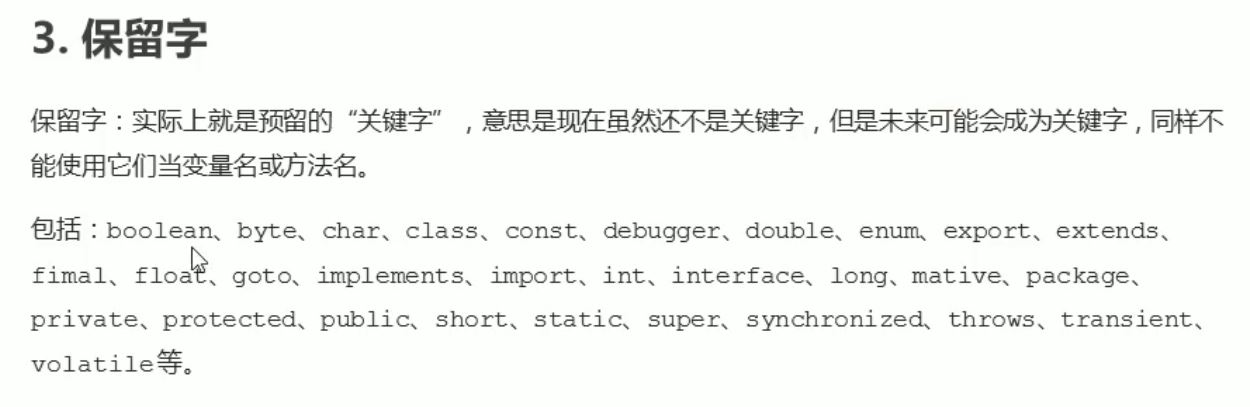 3. 保留字
保留字：实际上就是预留的“关键字”，意思是现在虽然还不是关键字，但是未来可能会成为关键字，同样不
能使用它们当变量名或方法名。
包括：boolean、byte、char、class、const、debugger、double、enum、export、extends、
fimal、float、goto、implements、import、int、interface、long、mative、package、
private、protected、public、short、static、super、synchronized、throws、transient、
volatile等。